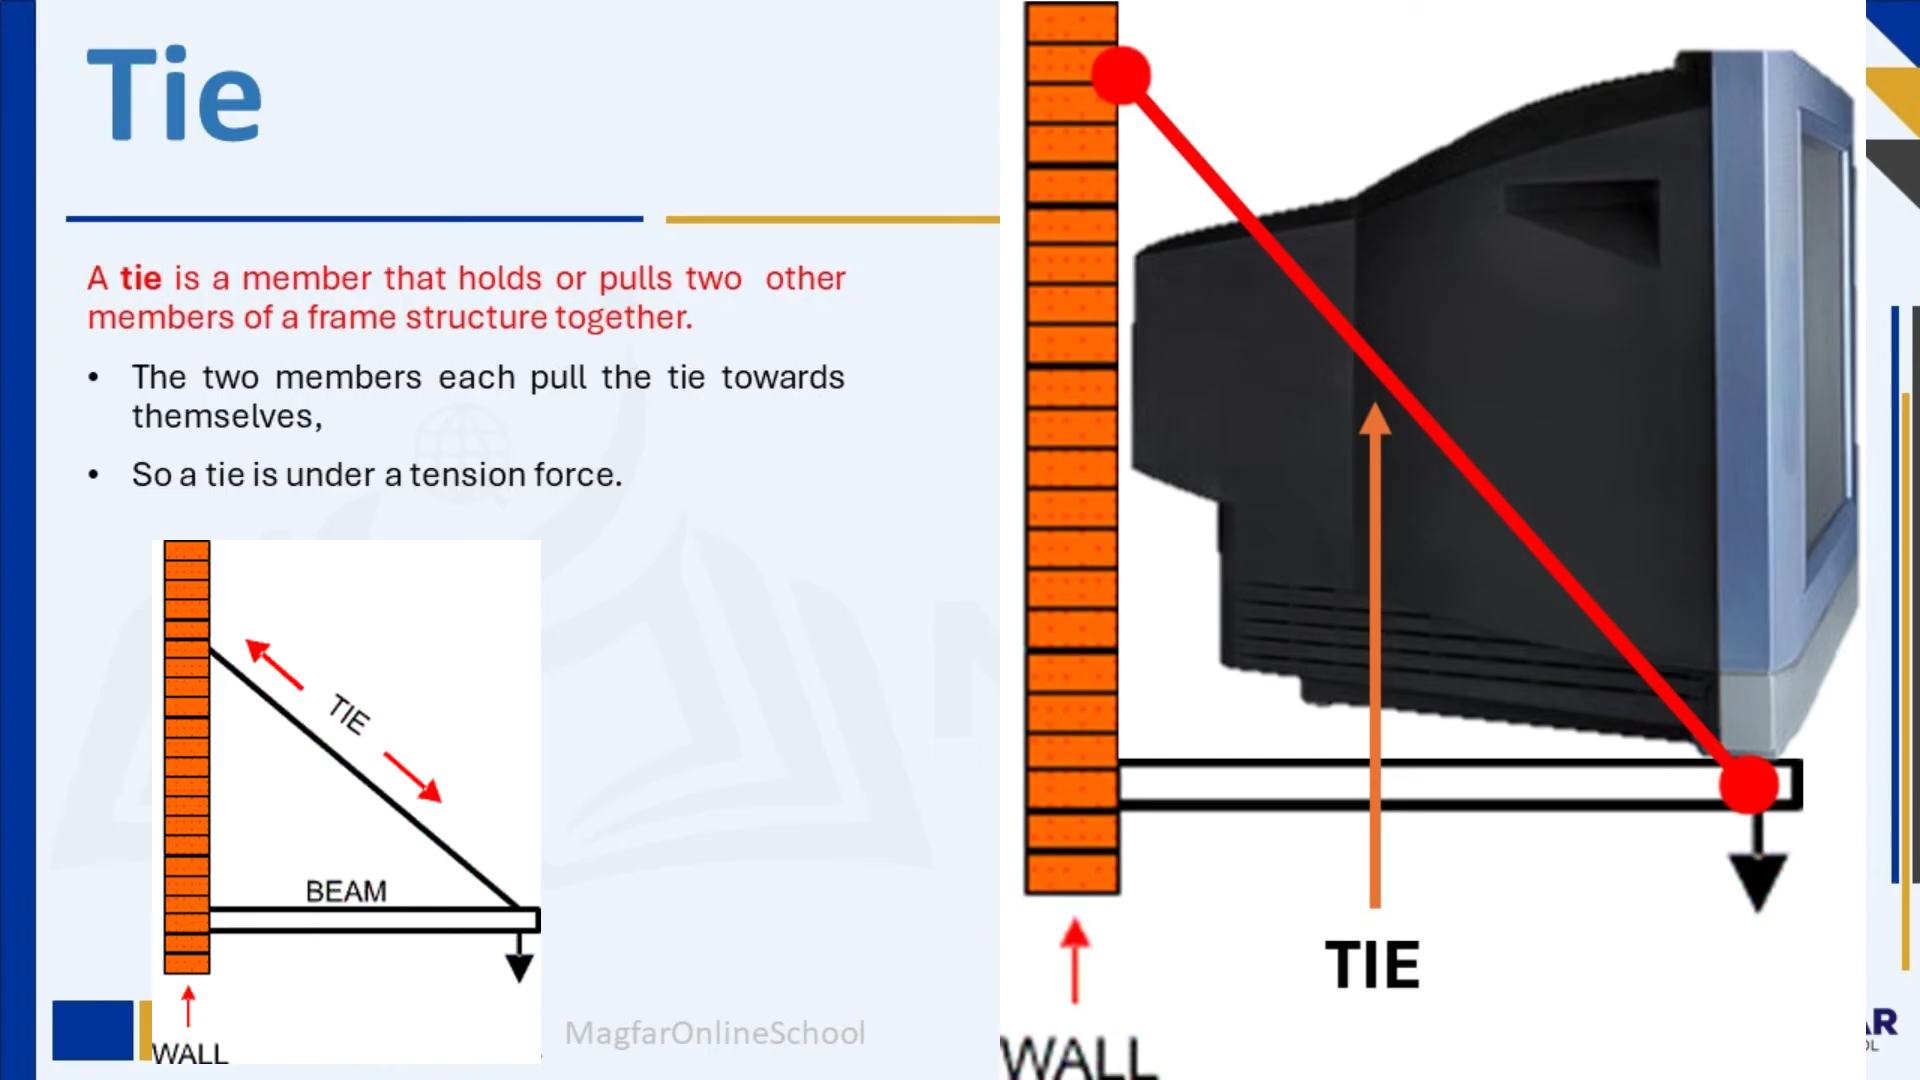 Tie
A tie is a member that holds or pulls two other
members of a frame structure together.
• The two members each pull the tie towards
themselves,
• So a tie is under a tension force.
TIE
BEAM
WALL
MagfarOnlineSchool
TIE
WALL